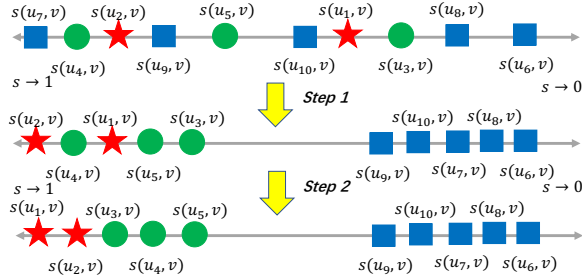 s(u₇,v) s(u₂,v) s(u₅,v) s(u₁,v) s(u₈,v)
s(u₄,v) s(u₉,v) s(u₁₀,v) s(u₃,v) s(u₆,v)
s → 1 Step 1 s → 0
s(u₂,v) s(u₁,v) s(u₃,v) s(u₁₀,v) s(u₈,v)
s(u₄,v) s(u₅,v) s(u₉,v) s(u₇,v) s(u₆,v)
s → 1 Step 2 s → 0
s(u₁,v) s(u₃,v) s(u₅,v) s(u₁₀,v) s(u₈,v)
s(u₂,v) s(u₄,v) s(u₉,v) s(u₇,v) s(u₆,v)